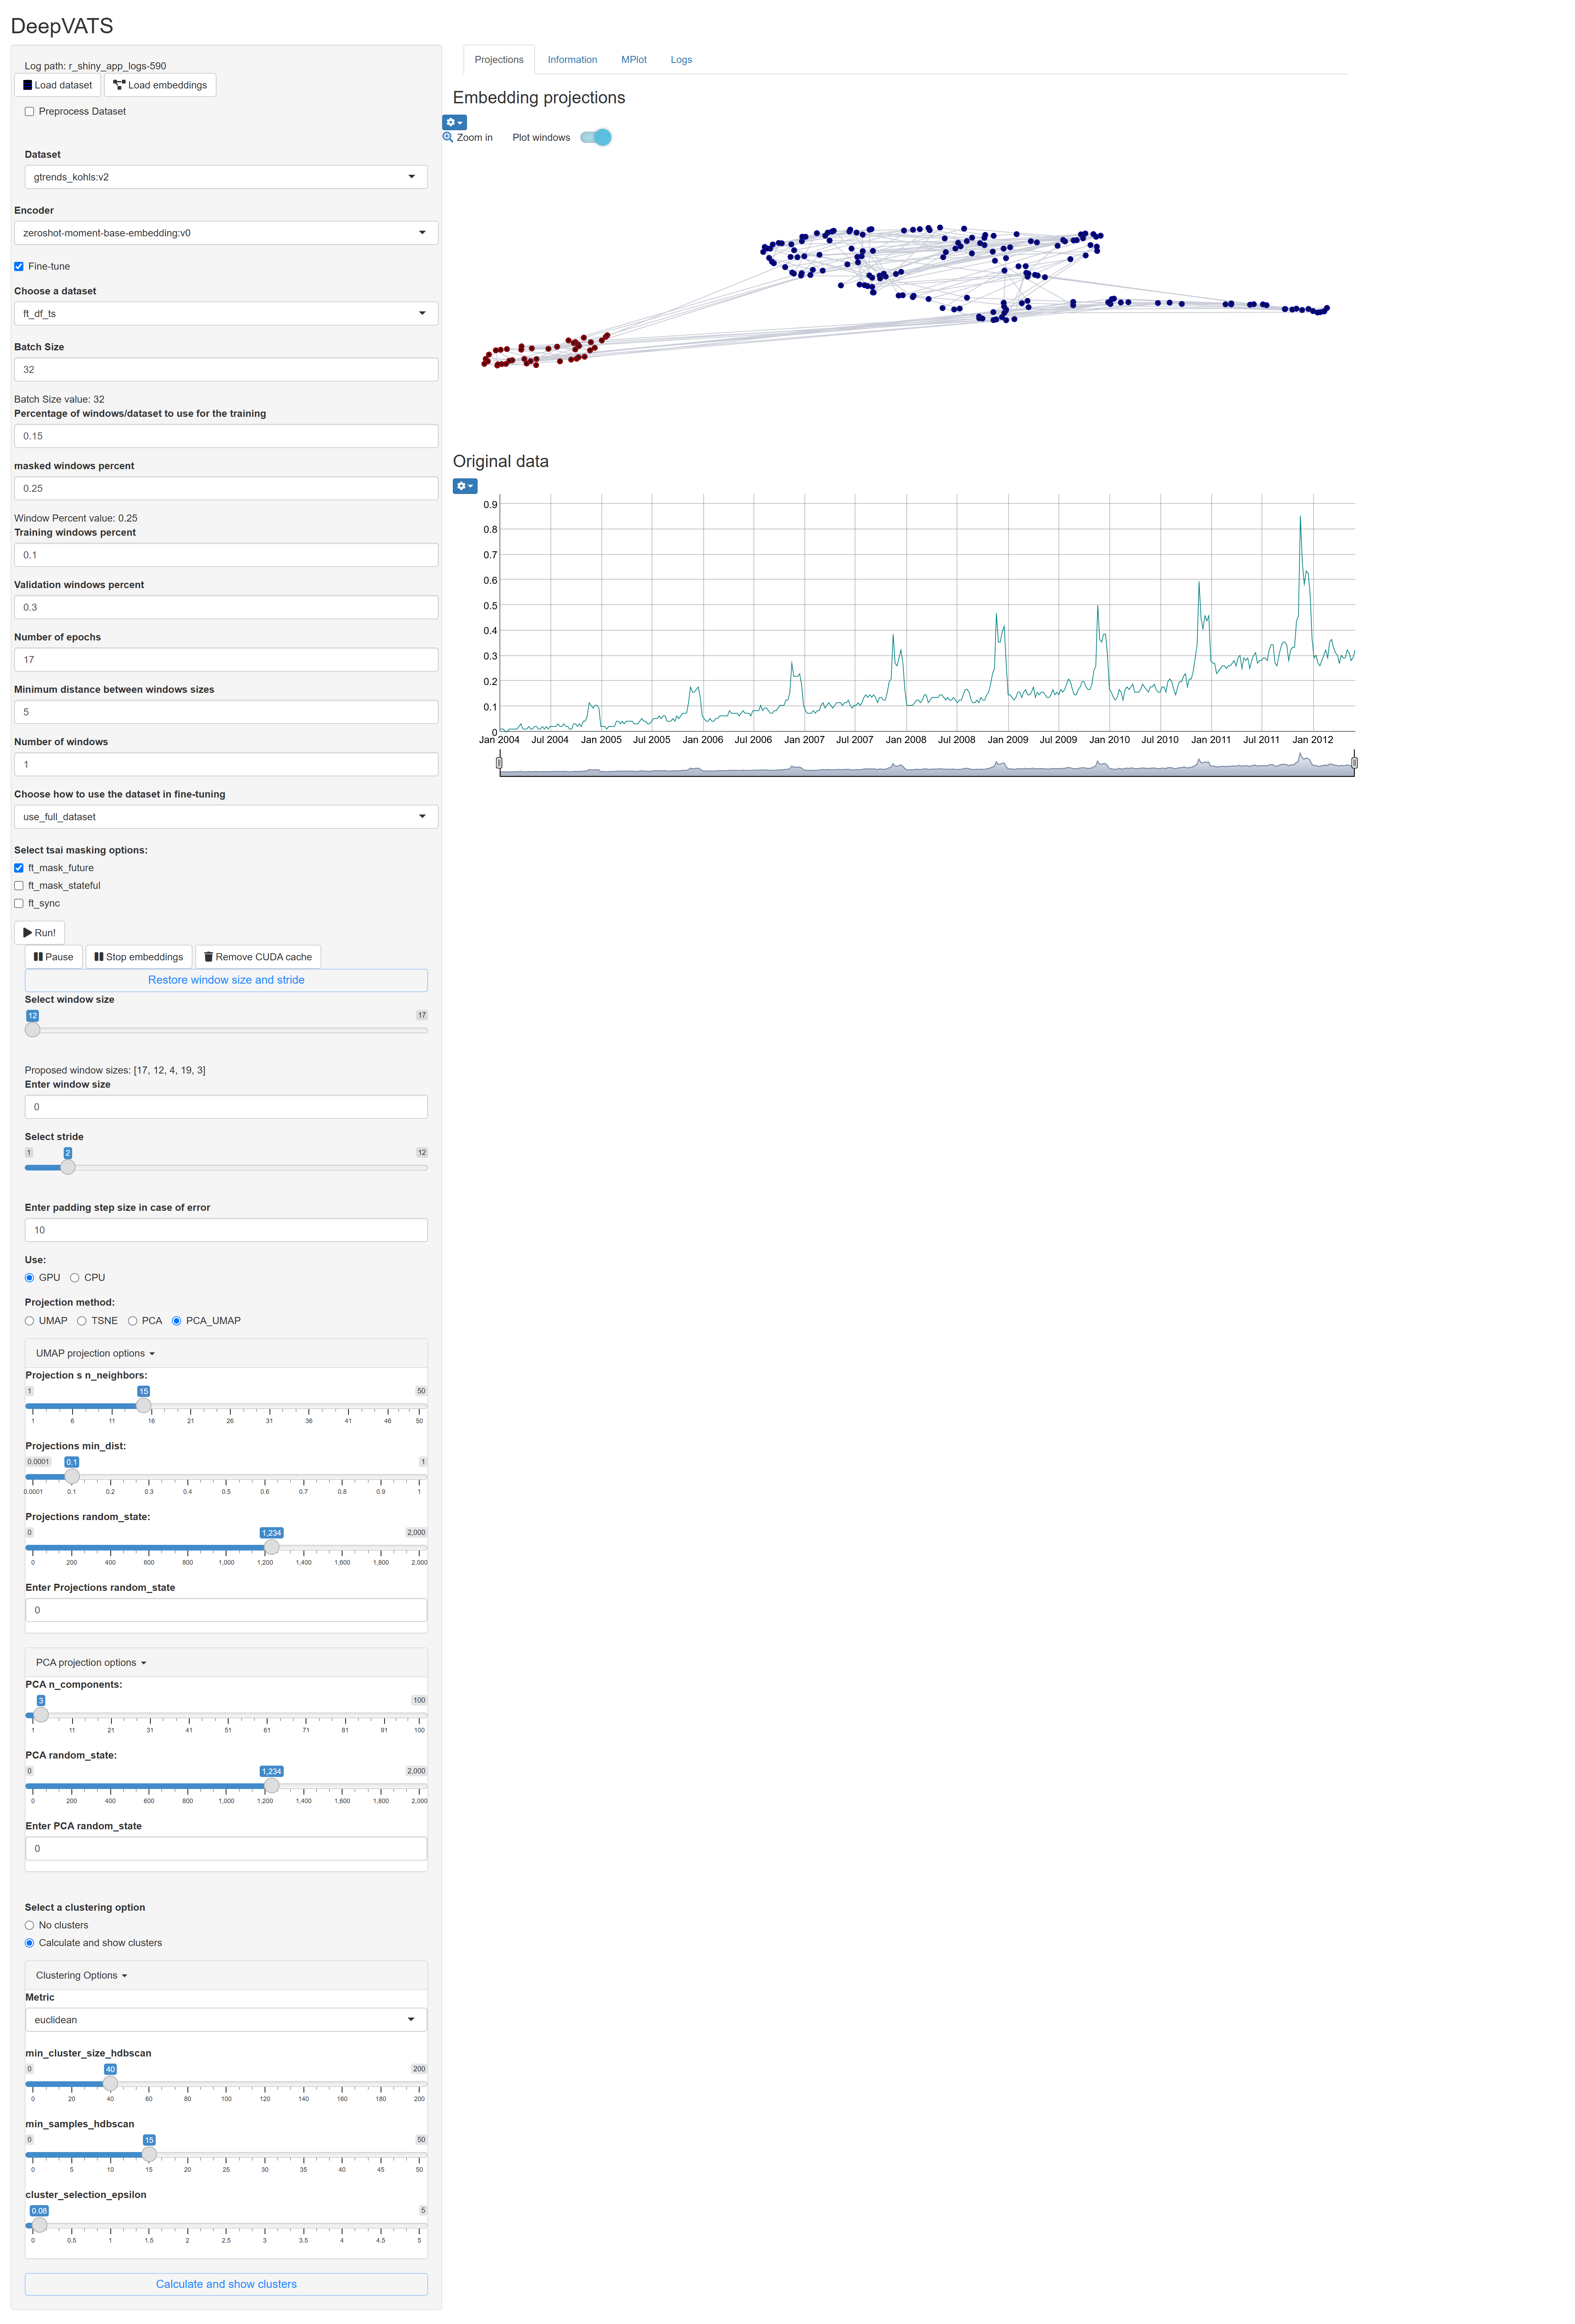 DeepVATS
Log path: r_shiny_app_logs-590
Load dataset
Load embeddings
Preprocess Dataset
Dataset
gtrends_kohls:v2
Encoder
zeroshot-moment-base-embedding:v0
Fine-tune
Choose a dataset
ft_df_ts
Batch Size
32
Batch Size value: 32
Percentage of windows/dataset to use for the training
0.15
masked windows percent
0.25
Window Percent value: 0.25
Training windows percent
0.1
Validation windows percent
0.3
Number of epochs
17
Minimum distance between windows sizes
5
Number of windows
1
Choose how to use the dataset in fine-tuning
use_full_dataset
Select tsai masking options:
ft_mask_future
ft_mask_stateful
ft_sync
Run!
Pause
Stop embeddings
Remove CUDA cache
Restore window size and stride
Select window size
12 17
Proposed window sizes: [17, 12, 4, 19, 3]
Enter window size
0
Select stride
1 2 12
Enter padding step size in case of error
10
Use:
GPU CPU
Projection method:
UMAP TSNE PCA PCA_UMAP
UMAP projection options
Projection s n_neighbors:
1 15 50
1 6 11 16 21 26 31 36 41 46 50
Projections min_dist:
0.0001 0.1 1
0.0001 0.1 0.2 0.3 0.4 0.5 0.6 0.7 0.8 0.9 1
Projections random_state:
0 1,234 2,000
0 200 400 600 800 1,000 1,200 1,400 1,600 1,800 2,000
Enter Projections random_state
0
PCA projection options
PCA n_components:
3 100
1 11 21 31 41 51 61 71 81 91 100
PCA random_state:
0 1,234 2,000
0 200 400 600 800 1,000 1,200 1,400 1,600 1,800 2,000
Enter PCA random_state
0
Select a clustering option
No clusters
Calculate and show clusters
Clustering Options
Metric
euclidean
min_cluster_size_hdbscan
0 40 200
0 20 40 60 80 100 120 140 160 180 200
min_samples_hdbscan
0 15 50
0 5 10 15 20 25 30 35 40 45 50
cluster_selection_epsilon
0.08 5
0 0.5 1 1.5 2 2.5 3 3.5 4 4.5 5
Calculate and show clusters
Projections
Information
MPlot
Logs
Embedding projections
Zoom in
Plot windows
Original data
0.9
0.8
0.7
0.6
0.5
0.4
0.3
0.2
0.1
0
Jan 2004 Jul 2004 Jan 2005 Jul 2005 Jan 2006 Jul 2006 Jan 2007 Jul 2007 Jan 2008 Jul 2008 Jan 2009 Jul 2009 Jan 2010 Jul 2010 Jan 2011 Jul 2011 Jan 2012